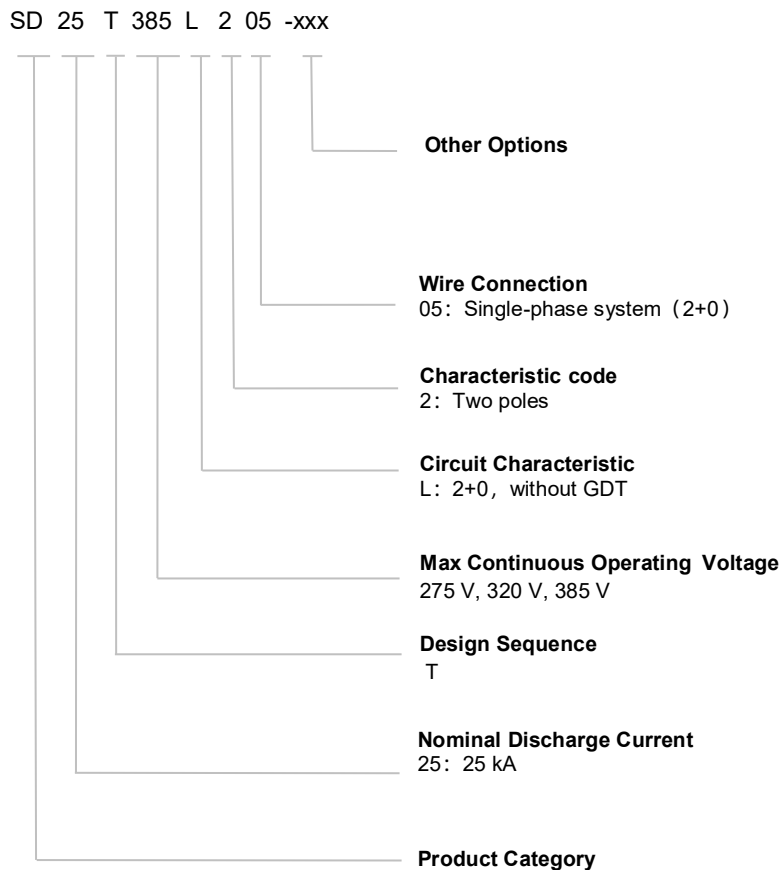 SD 25 T 385 L 2 05 -xxx
Other Options
Wire Connection
05: Single-phase system (2+0)
Characteristic code
2: Two poles
Circuit Characteristic
L: 2+0, without GDT
Max Continuous Operating Voltage
275 V, 320 V, 385 V
Design Sequence
T
Nominal Discharge Current
25: 25 kA
Product Category